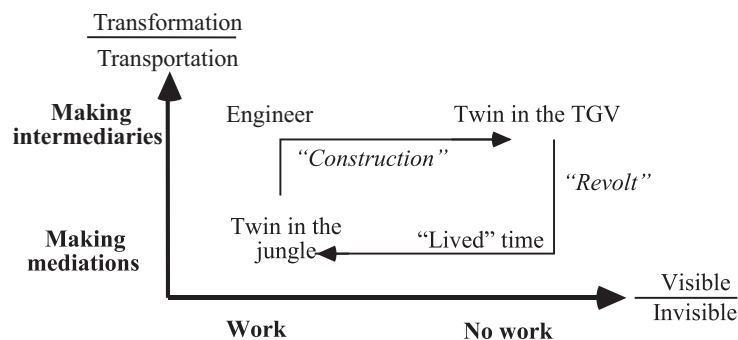 Transformation
Transportation
Making
intermediaries
Engineer
Twin in the TGV
“Construction”
“Revolt”
Making
mediations
Twin in the
jungle
“Lived” time
Visible
Invisible
Work
No work